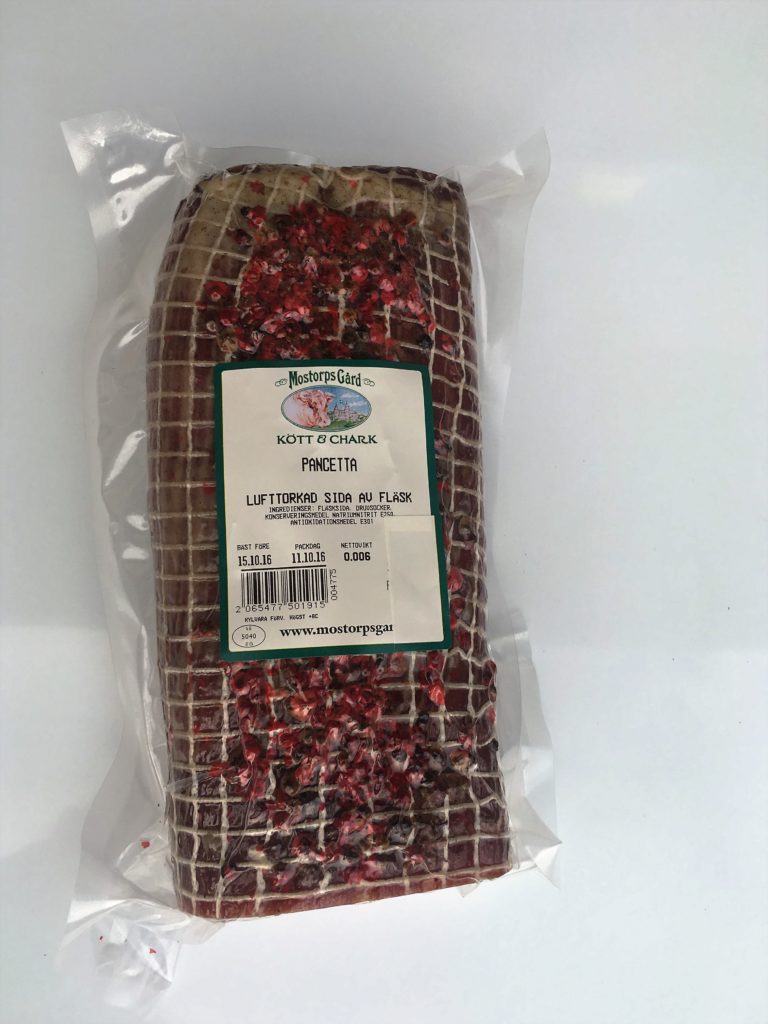 Mostorps Gård
KÖTT & CHARK
PANCETTA
LUFTTORKAD SIDA AV FLÄSK
INGREDIENSER: FLÄSKSIDA, DRUVSOCKER,
KONSERVERINGSMEDEL NATRIUMNITRIT E250,
ANTIOXIDATIONSMEDEL E301
BÄST FÖRE PACKDAG NETTOVIKT
15.10.16 11.10.16 0.006
004775
2 065477 501915
KYLVARA FÖRV. HÖGST +8C
SE
5040
EG
www.mostorpsgar